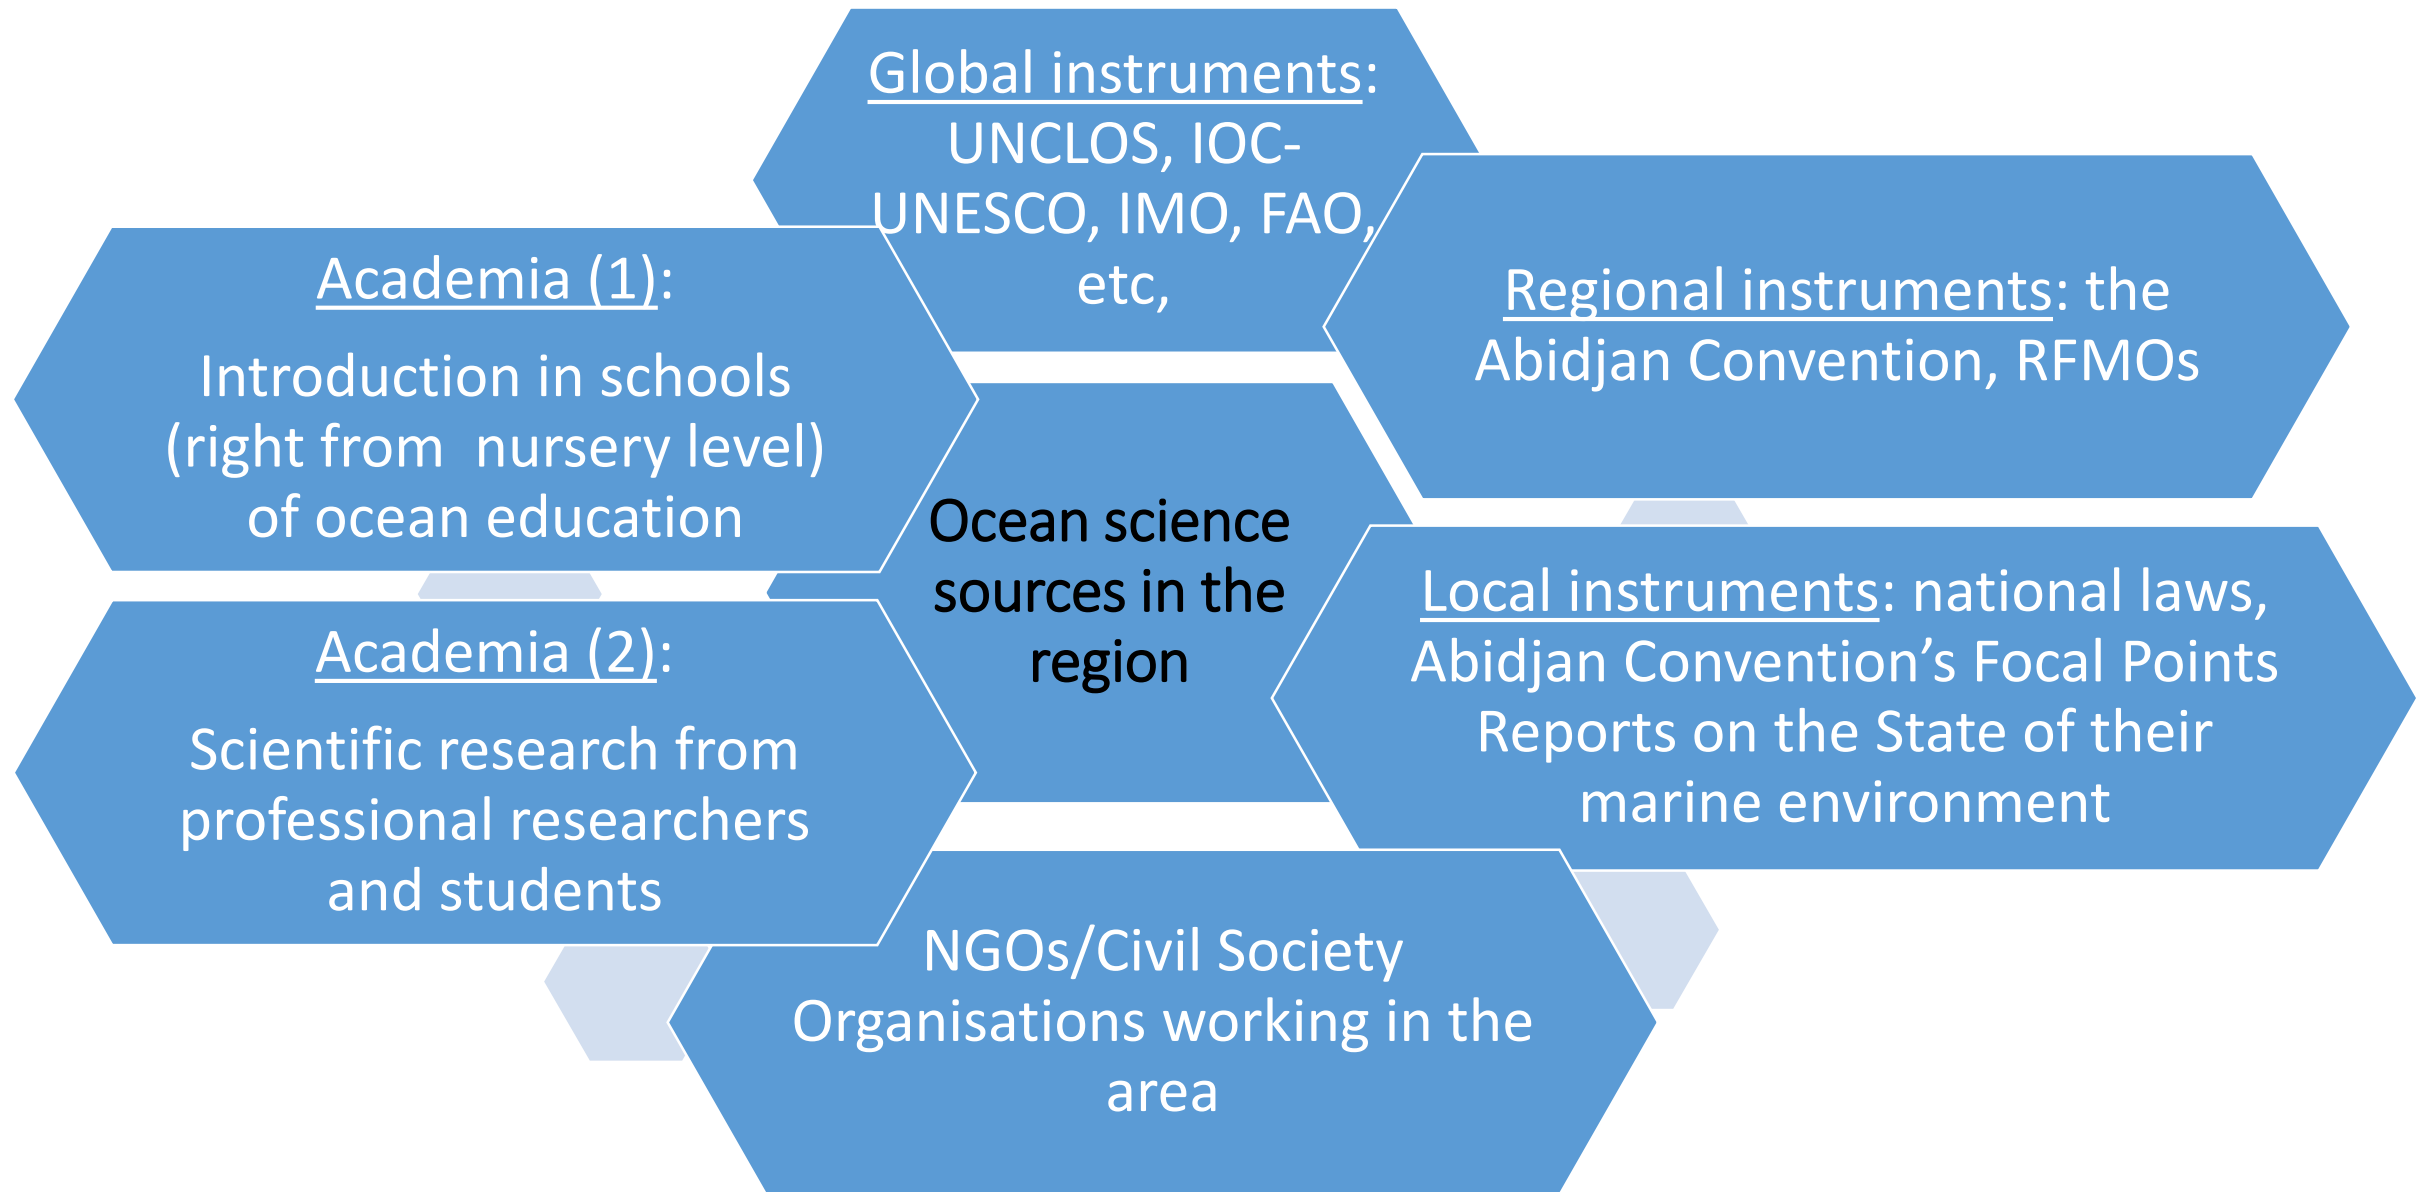 Global instruments:
UNCLOS, IOC-
UNESCO, IMO, FAO,
etc,
Regional instruments: the
Abidjan Convention, RFMOs
Local instruments: national laws,
Abidjan Convention’s Focal Points
Reports on the State of their
marine environment
NGOs/Civil Society
Organisations working in the
area
Academia (2):
Scientific research from
professional researchers
and students
Academia (1):
Introduction in schools
(right from  nursery level)
of ocean education
Ocean science
sources in the
region